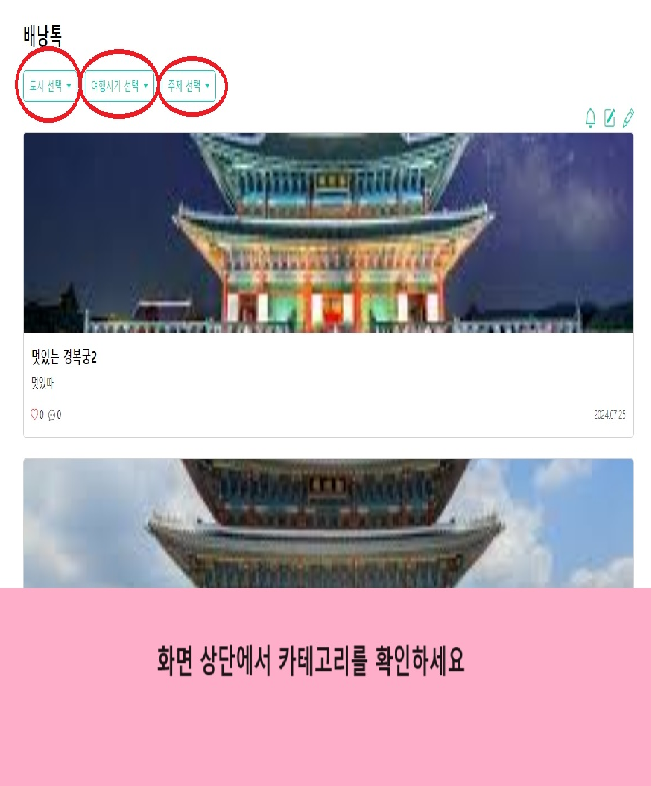 배낭톡
도시 선택 여행시기 선택 주제 선택
멋있는 경복궁2
멋있따
0 0 2024.07.25
화면 상단에서 카테고리를 확인하세요